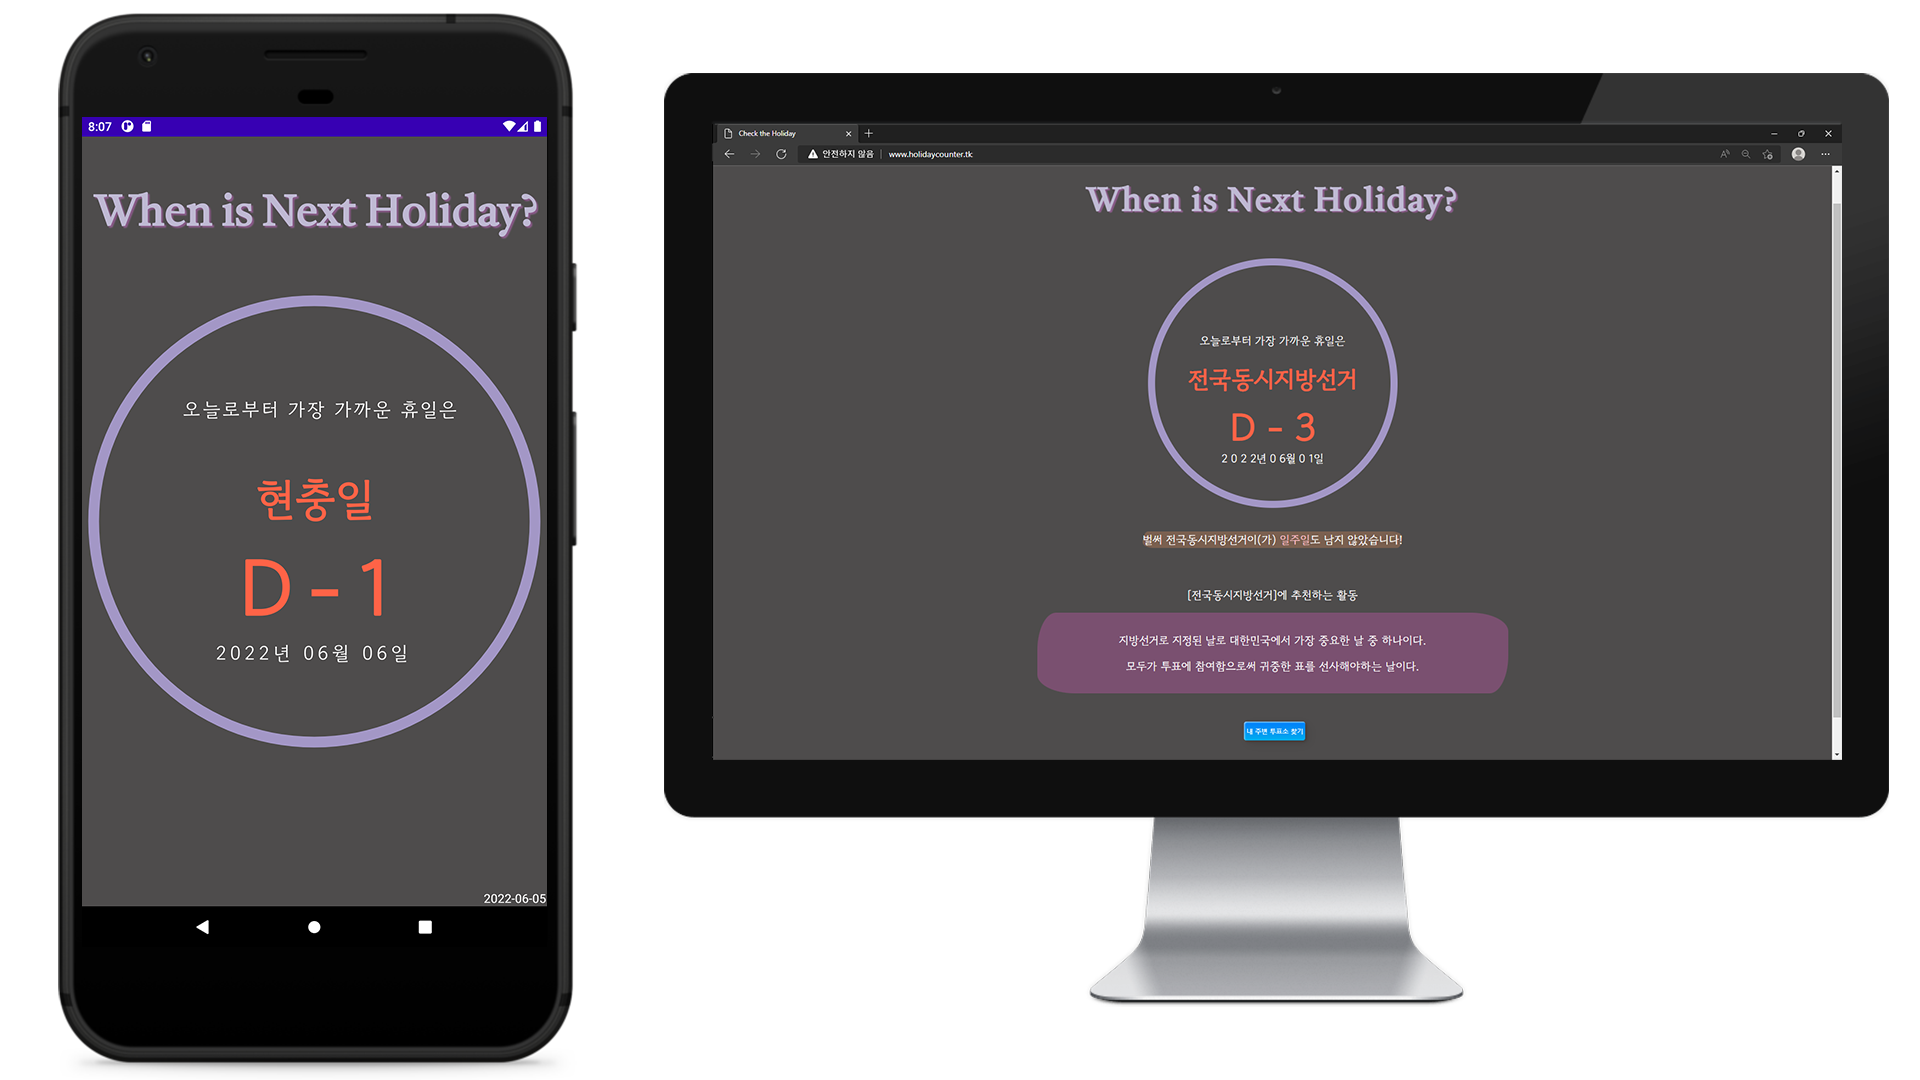 8:07
When is Next Holiday?
오늘로부터 가장 가까운 휴일은
현충일
D - 1
2022년 06월 06일
2022-06-05
Check the Holiday
안전하지 않음 | www.holidaycounter.tk
When is Next Holiday?
오늘로부터 가장 가까운 휴일은
전국동시지방선거
D - 3
2022년 06월 01일
벌써 전국동시지방선거이(가) 일주일도 남지 않았습니다!
[전국동시지방선거]에 추천하는 활동
지방선거로 지정된 날로 대한민국에서 가장 중요한 날 중 하나이다.
모두가 투표에 참여함으로써 귀중한 표를 선사해야하는 날이다.
내 주변 투표소 찾기